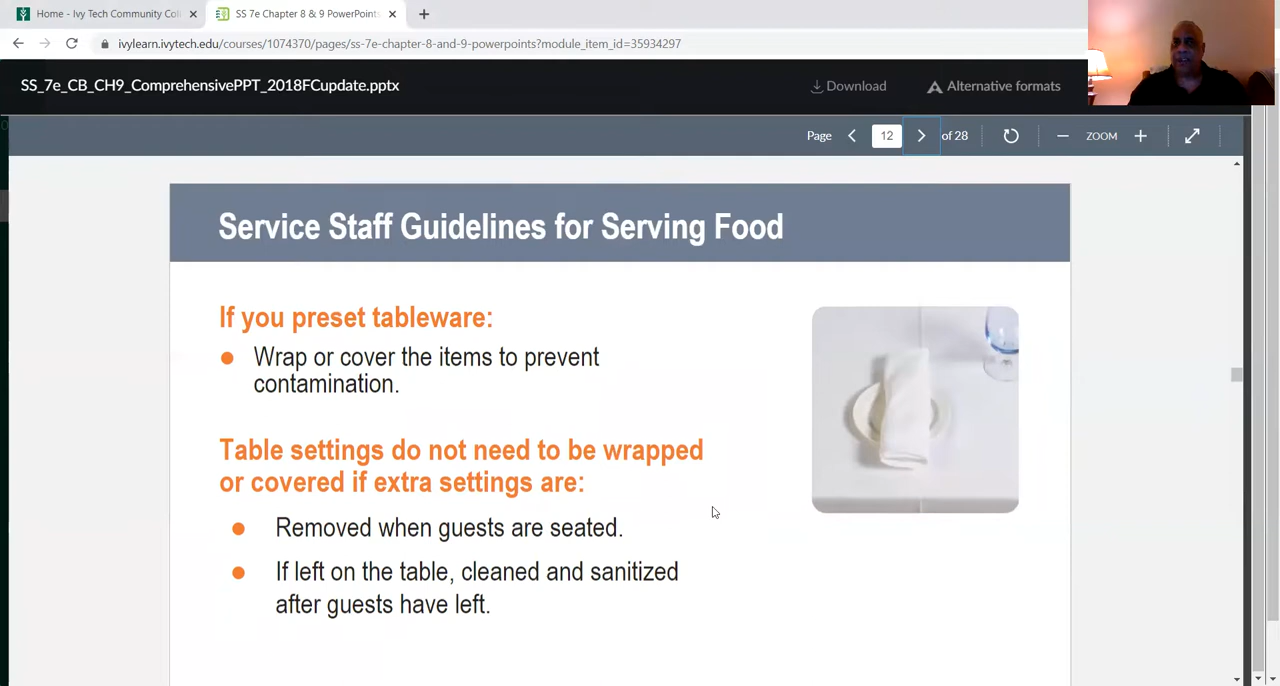 Home - Ivy Tech Community Coll
SS 7e Chapter 8 & 9 PowerPoints
ivylearn.ivytech.edu/courses/1074370/pages/ss-7e-chapter-8-and-9-powerpoints?module_item_id=35934297
SS_7e_CB_CH9_ComprehensivePPT_2018FCupdate.pptx
Download
Alternative formats
Page
12
of 28
ZOOM
Service Staff Guidelines for Serving Food
If you preset tableware:
Wrap or cover the items to prevent
contamination.
Table settings do not need to be wrapped
or covered if extra settings are:
Removed when guests are seated.
If left on the table, cleaned and sanitized
after guests have left.